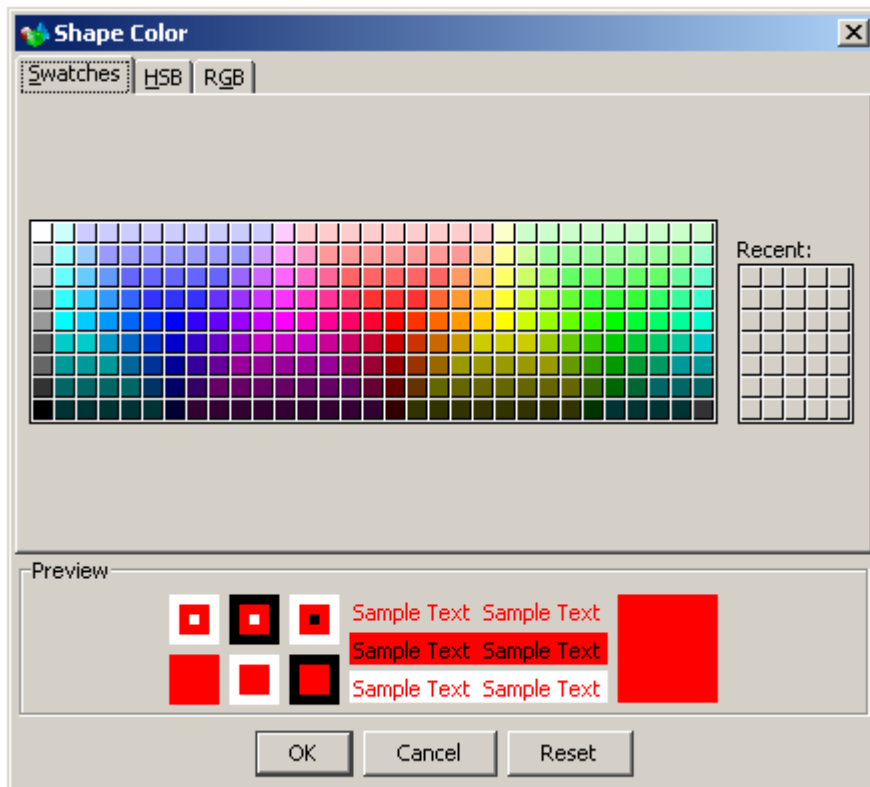 Shape Color
Swatches HSB RGB
Recent:
Preview
Sample Text Sample Text
Sample Text Sample Text
Sample Text Sample Text
OK Cancel Reset